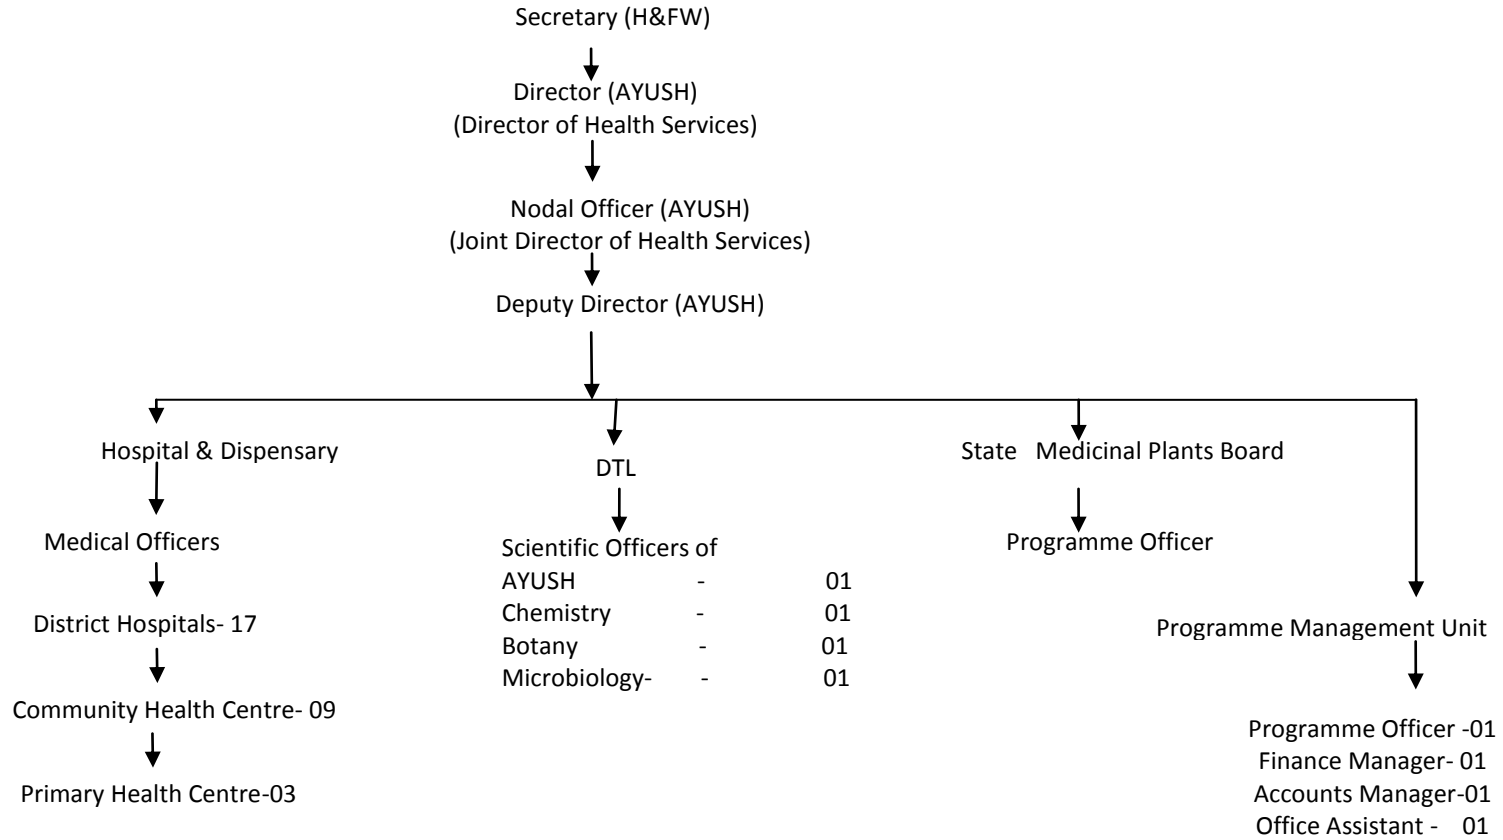 Secretary (H&FW)
Director (AYUSH)
(Director of Health Services)
Nodal Officer (AYUSH)
(Joint Director of Health Services)
Deputy Director (AYUSH)
Hospital & Dispensary
Medical Officers
District Hospitals- 17
Community Health Centre- 09
Primary Health Centre-03
DTL
Scientific Officers of
AYUSH - 01
Chemistry - 01
Botany - 01
Microbiology- - 01
State Medicinal Plants Board
Programme Officer
Programme Management Unit
Programme Officer -01
Finance Manager- 01
Accounts Manager-01
Office Assistant - 01